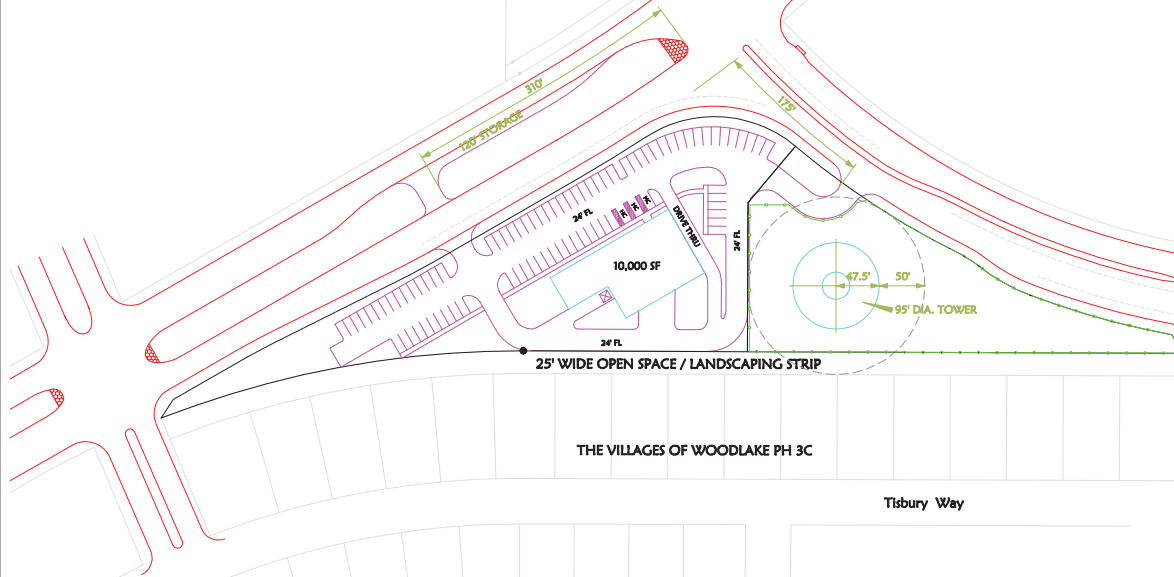 310'
120' STORAGE
175'
24' FL
HC
HC
HC
DRIVE THRU
24' FL
10,000 SF
47.5'
50'
95' DIA. TOWER
24' FL
25' WIDE OPEN SPACE / LANDSCAPING STRIP
THE VILLAGES OF WOODLAKE PH 3C
Tisbury Way